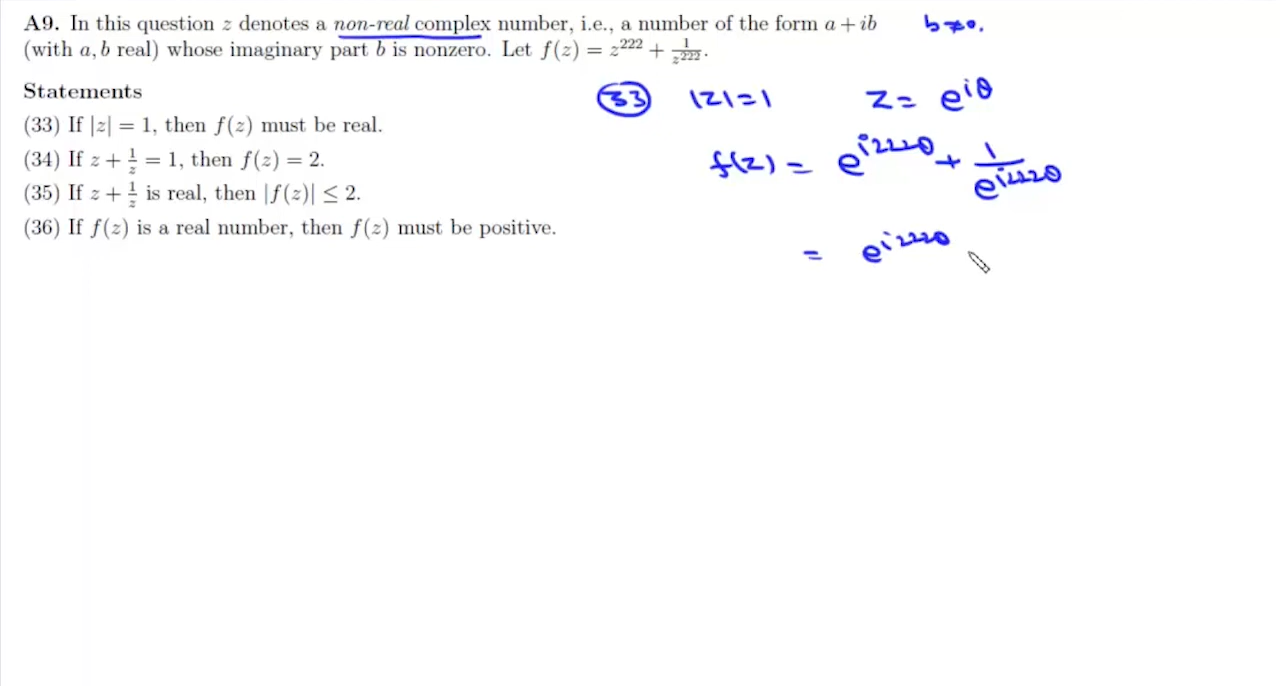 A9. In this question z denotes a non-real complex number, i.e., a number of the form a + ib b ≠ 0.
(with a, b real) whose imaginary part b is nonzero. Let f(z) = z^222 + 1/z^222.
Statements
(33) If |z| = 1, then f(z) must be real.
(34) If z + 1/z = 1, then f(z) = 2.
(35) If z + 1/z is real, then |f(z)| ≤ 2.
(36) If f(z) is a real number, then f(z) must be positive.
33 |z|=1 z = e^iθ
f(z) = e^i222θ + 1/e^i222θ
= e^i222θ